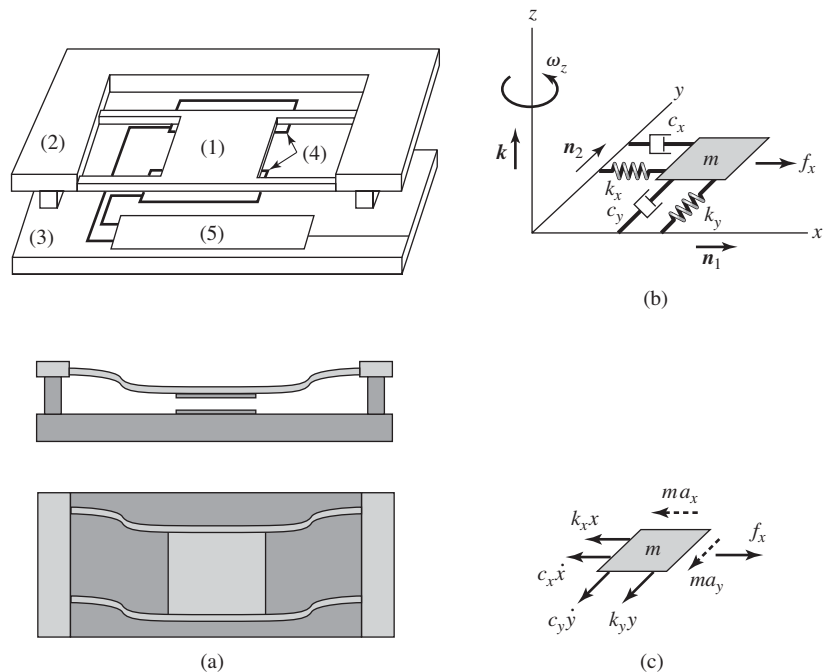 (2)
(1)
(4)
(3)
(5)
z
ω_z
y
c_x
k
n_2
m
f_x
k_x
c_y
k_y
x
n_1
(b)
ma_x
k_x x
f_x
m
c_x ẋ
ma_y
c_y ẏ
k_y y
(a)
(c)